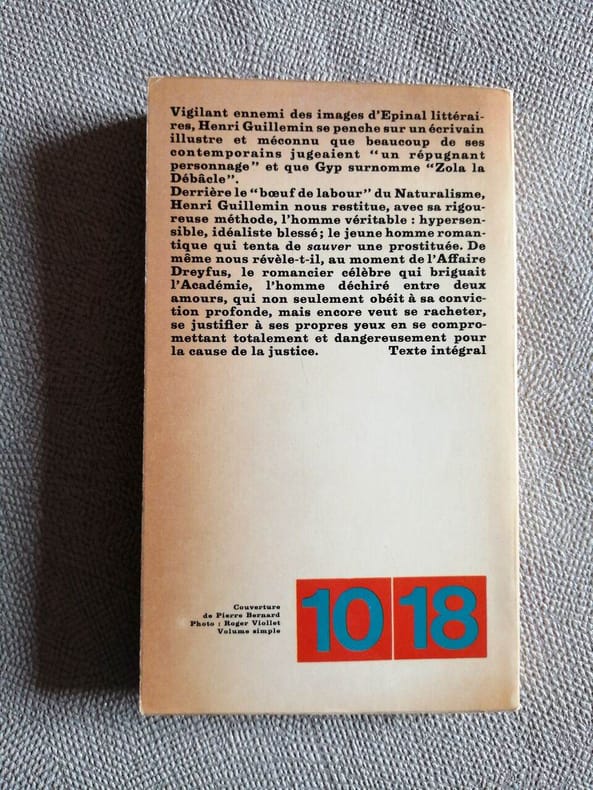 Vigilant ennemi des images d'Epinal littérai-
res, Henri Guillemin se penche sur un écrivain
illustre et méconnu que beaucoup de ses
contemporains jugeaient "un répugnant
personnage" et que Gyp surnomme "Zola la
Débâcle".
Derrière le "bœuf de labour" du Naturalisme,
Henri Guillemin nous restitue, avec sa rigou-
reuse méthode, l'homme véritable : hypersen-
sible, idéaliste blessé ; le jeune homme roman-
tique qui tenta de sauver une prostituée. De
même nous révèle-t-il, au moment de l'Affaire
Dreyfus, le romancier célèbre qui briguait
l'Académie, l'homme déchiré entre deux
amours, qui non seulement obéit à sa convic-
tion profonde, mais encore veut se racheter,
se justifier à ses propres yeux en se compro-
mettant totalement et dangereusement pour
la cause de la justice. Texte intégral
Couverture
de Pierre Bernard
Photo : Roger Viollet
Volume simple
10 18